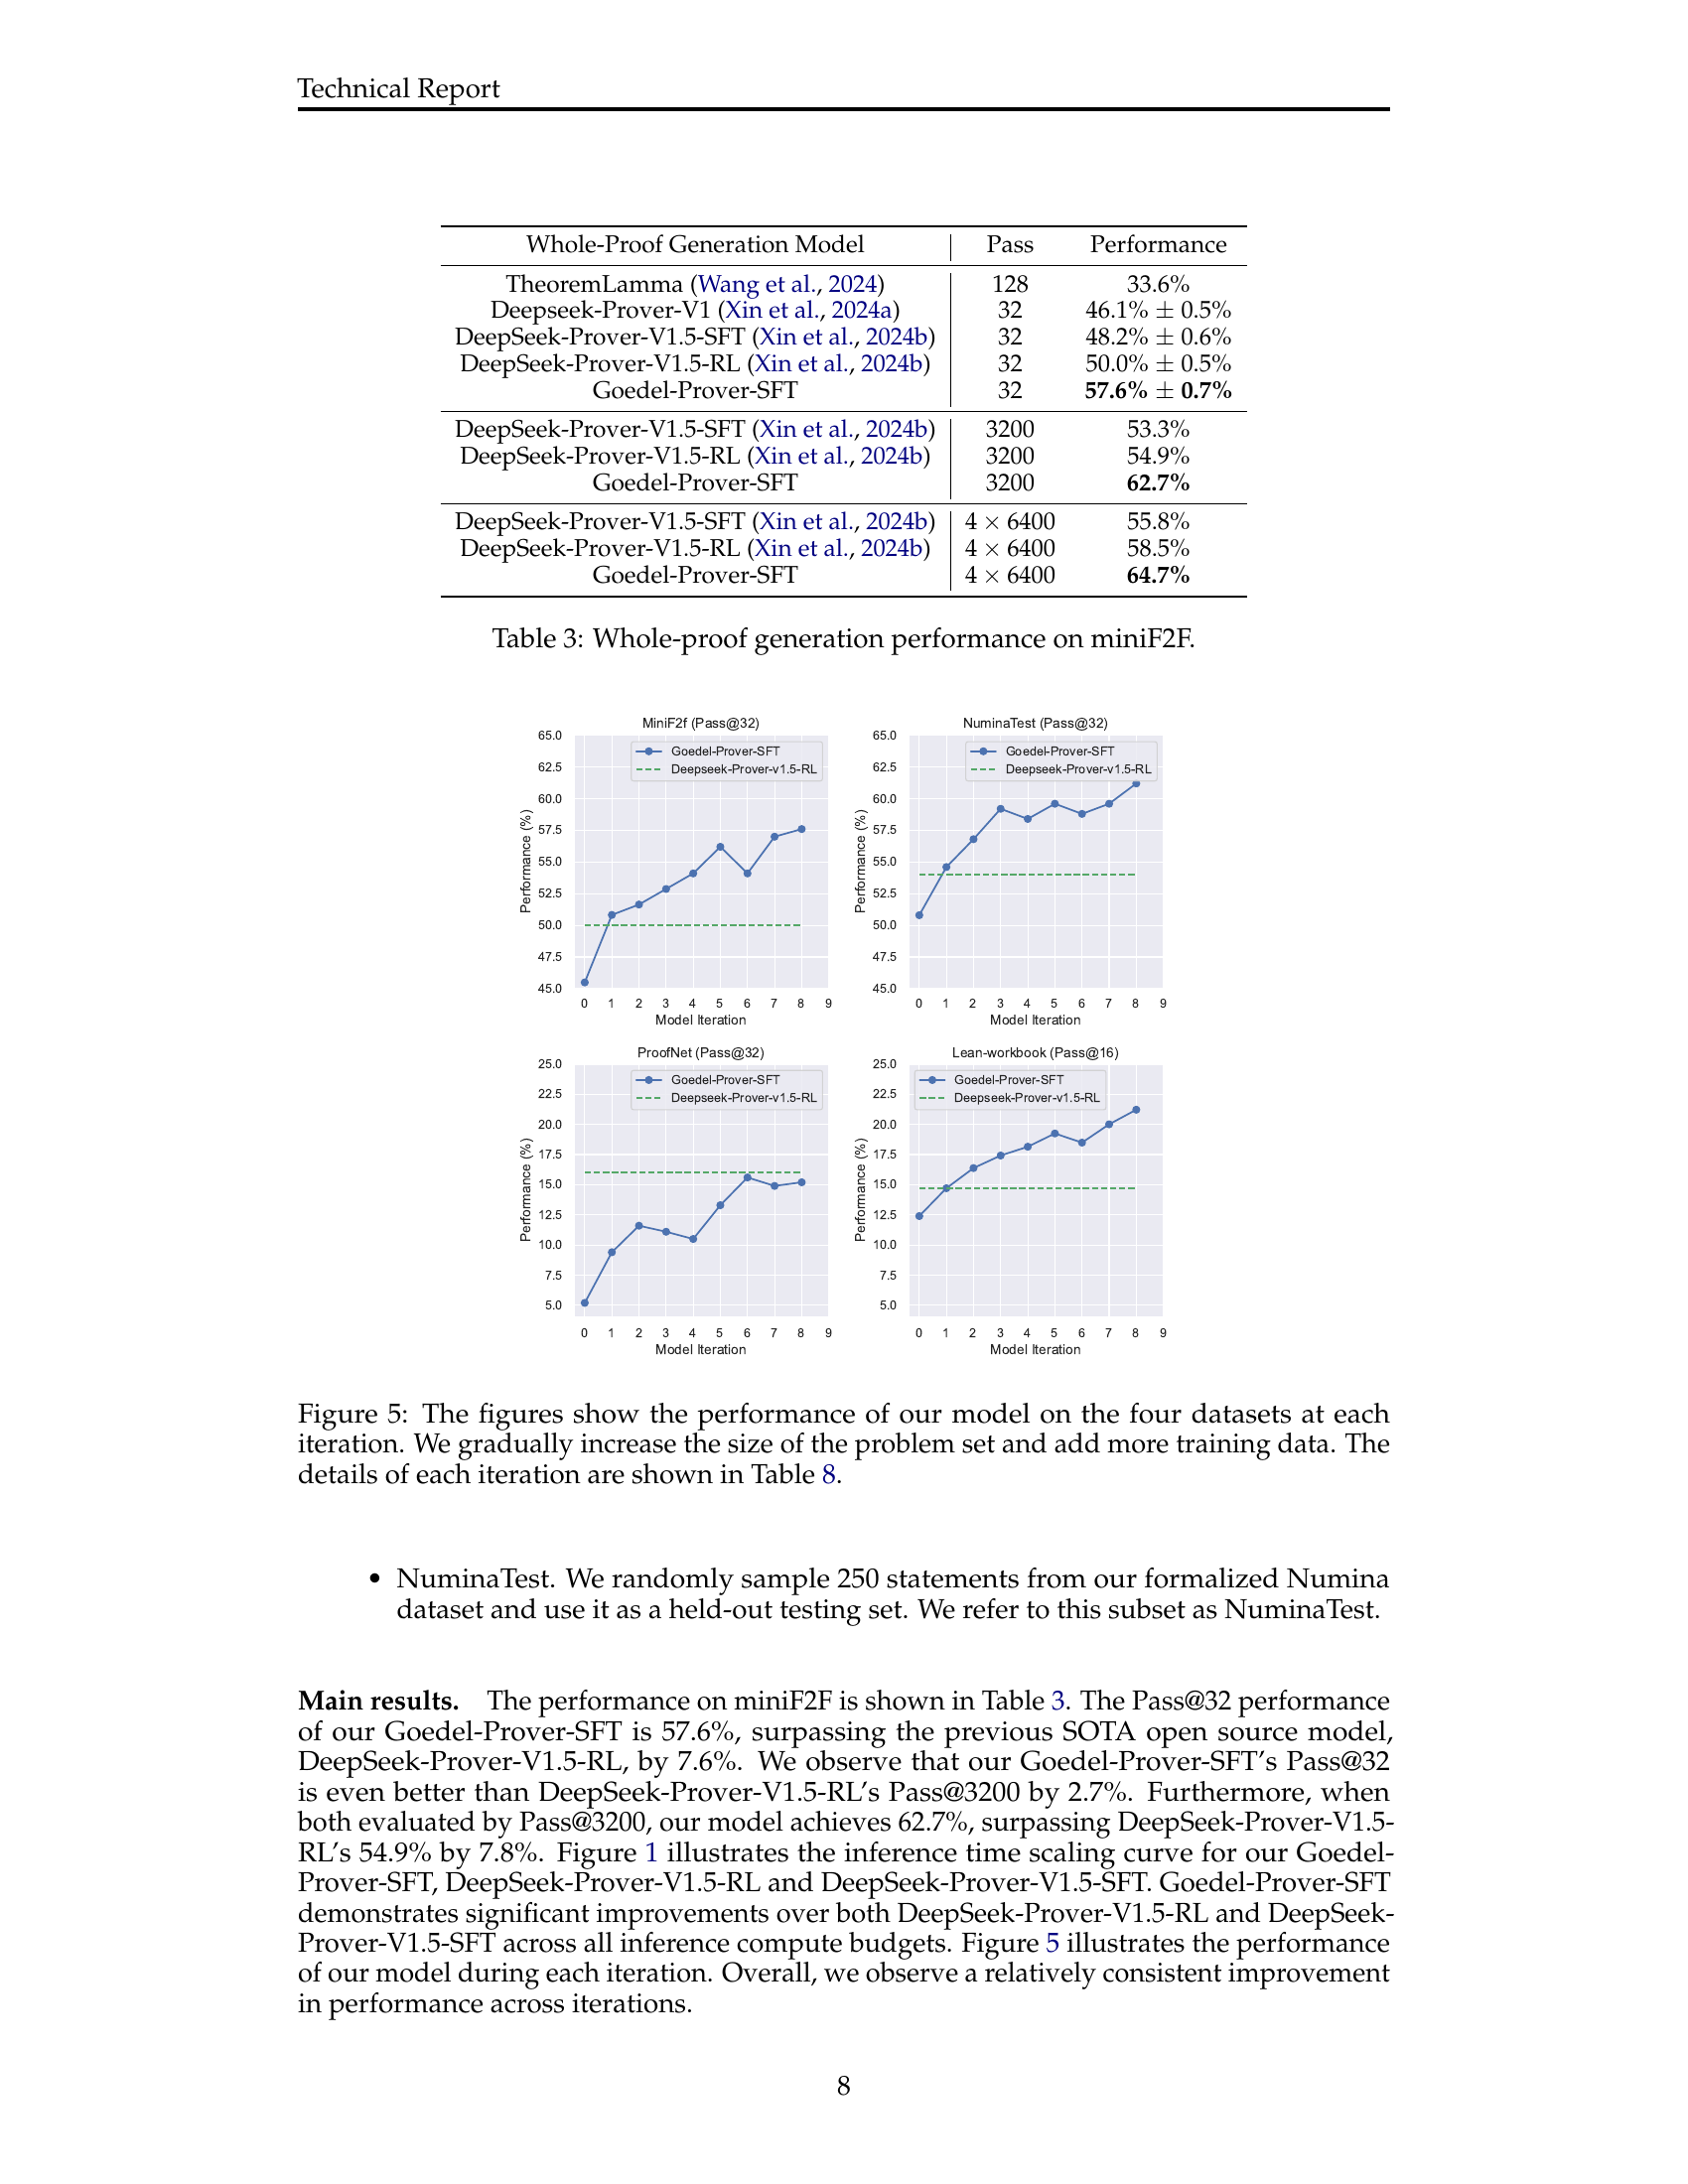 Technical Report
Whole-Proof Generation Model Pass Performance
TheoremLamma (Wang et al., 2024) 128 33.6%
Deepseek-Prover-V1 (Xin et al., 2024a) 32 46.1% ± 0.5%
DeepSeek-Prover-V1.5-SFT (Xin et al., 2024b) 32 48.2% ± 0.6%
DeepSeek-Prover-V1.5-RL (Xin et al., 2024b) 32 50.0% ± 0.5%
Goedel-Prover-SFT 32 57.6% ± 0.7%
DeepSeek-Prover-V1.5-SFT (Xin et al., 2024b) 3200 53.3%
DeepSeek-Prover-V1.5-RL (Xin et al., 2024b) 3200 54.9%
Goedel-Prover-SFT 3200 62.7%
DeepSeek-Prover-V1.5-SFT (Xin et al., 2024b) 4 × 6400 55.8%
DeepSeek-Prover-V1.5-RL (Xin et al., 2024b) 4 × 6400 58.5%
Goedel-Prover-SFT 4 × 6400 64.7%
Table 3: Whole-proof generation performance on miniF2F.
MiniF2f (Pass@32)
Goedel-Prover-SFT
Deepseek-Prover-v1.5-RL
Performance (%)
65.0
62.5
60.0
57.5
55.0
52.5
50.0
47.5
45.0
0 1 2 3 4 5 6 7 8 9
Model Iteration
NuminaTest (Pass@32)
Goedel-Prover-SFT
Deepseek-Prover-v1.5-RL
Performance (%)
65.0
62.5
60.0
57.5
55.0
52.5
50.0
47.5
45.0
0 1 2 3 4 5 6 7 8 9
Model Iteration
ProofNet (Pass@32)
Goedel-Prover-SFT
Deepseek-Prover-v1.5-RL
Performance (%)
25.0
22.5
20.0
17.5
15.0
12.5
10.0
7.5
5.0
0 1 2 3 4 5 6 7 8 9
Model Iteration
Lean-workbook (Pass@16)
Goedel-Prover-SFT
Deepseek-Prover-v1.5-RL
Performance (%)
25.0
22.5
20.0
17.5
15.0
12.5
10.0
7.5
5.0
0 1 2 3 4 5 6 7 8 9
Model Iteration
Figure 5: The figures show the performance of our model on the four datasets at each
iteration. We gradually increase the size of the problem set and add more training data. The
details of each iteration are shown in Table 8.
• NuminaTest. We randomly sample 250 statements from our formalized Numina
dataset and use it as a held-out testing set. We refer to this subset as NuminaTest.
Main results. The performance on miniF2F is shown in Table 3. The Pass@32 performance
of our Goedel-Prover-SFT is 57.6%, surpassing the previous SOTA open source model,
DeepSeek-Prover-V1.5-RL, by 7.6%. We observe that our Goedel-Prover-SFT's Pass@32
is even better than DeepSeek-Prover-V1.5-RL's Pass@3200 by 2.7%. Furthermore, when
both evaluated by Pass@3200, our model achieves 62.7%, surpassing DeepSeek-Prover-V1.5-
RL's 54.9% by 7.8%. Figure 1 illustrates the inference time scaling curve for our Goedel-
Prover-SFT, DeepSeek-Prover-V1.5-RL and DeepSeek-Prover-V1.5-SFT. Goedel-Prover-SFT
demonstrates significant improvements over both DeepSeek-Prover-V1.5-RL and DeepSeek-
Prover-V1.5-SFT across all inference compute budgets. Figure 5 illustrates the performance
of our model during each iteration. Overall, we observe a relatively consistent improvement
in performance across iterations.
8